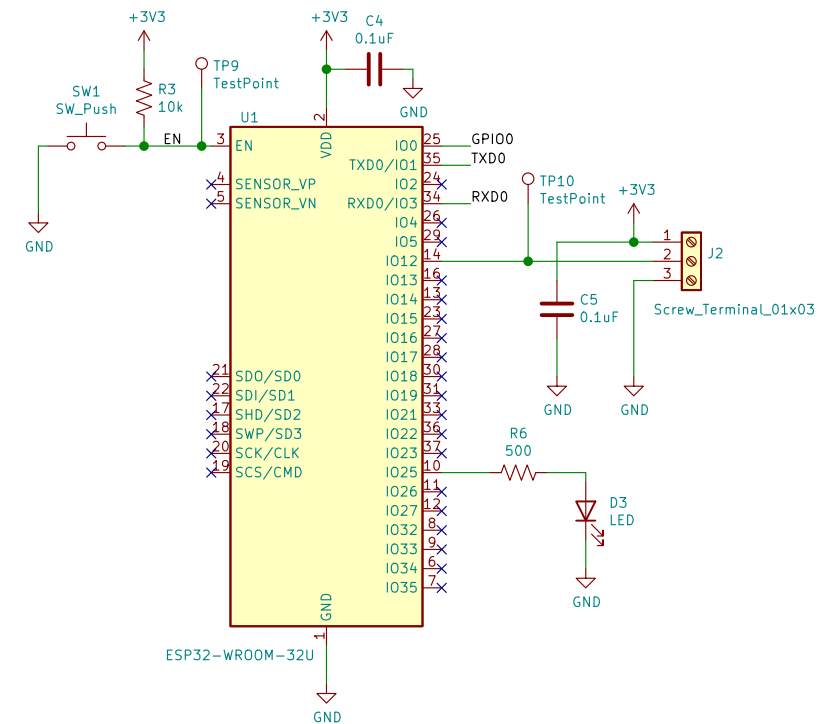 +3V3
+3V3
C4
0.1uF
GND
TP9
TestPoint
R3
10k
SW1
SW_Push
EN
GND
U1
2
VDD
3
EN
4
SENSOR_VP
5
SENSOR_VN
21
SDO/SD0
22
SDI/SD1
17
SHD/SD2
18
SWP/SD3
20
SCK/CLK
19
SCS/CMD
IO0
25
GPIO0
TXD0/IO1
35
TXD0
IO2
24
RXD0/IO3
34
RXD0
IO4
26
IO5
29
IO12
14
IO13
16
IO14
13
IO15
23
IO16
27
IO17
28
IO18
30
IO19
31
IO21
33
IO22
36
IO23
37
IO25
10
IO26
11
IO27
12
IO32
8
IO33
9
IO34
6
IO35
7
GND
1
ESP32-WROOM-32U
GND
TP10
TestPoint
+3V3
1
2
3
J2
Screw_Terminal_01x03
C5
0.1uF
GND
GND
R6
500
D3
LED
GND